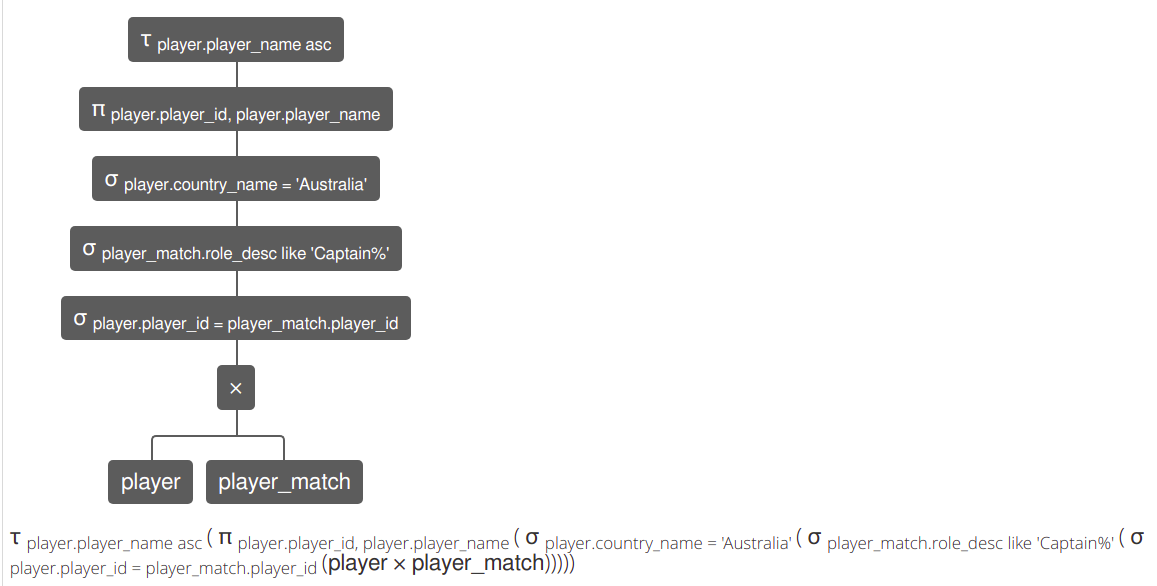 τ player.player_name asc
π player.player_id, player.player_name
σ player.country_name = 'Australia'
σ player_match.role_desc like 'Captain%'
σ player.player_id = player_match.player_id
×
player player_match
τ player.player_name asc ( π player.player_id, player.player_name ( σ player.country_name = 'Australia' ( σ player_match.role_desc like 'Captain%' ( σ
player.player_id = player_match.player_id (player × player_match)))))